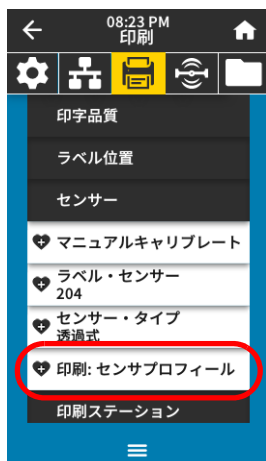 08:23 PM
印刷
印字品質
ラベル位置
センサー
マニュアルキャリブレート
ラベル・センサー
204
センサー・タイプ
透過式
印刷: センサプロフィール
印刷ステーション